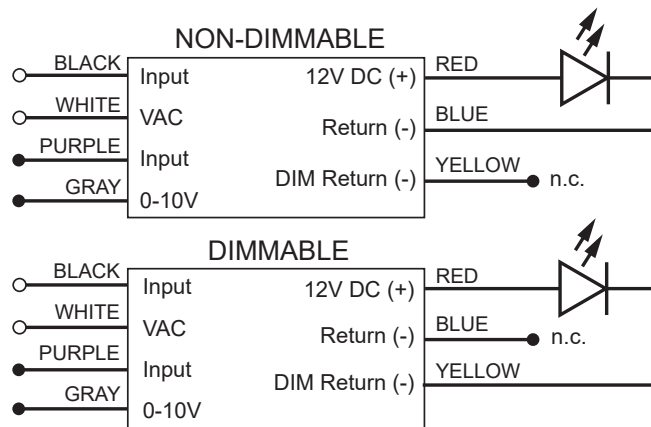 NON-DIMMABLE
BLACK Input 12V DC (+) RED
WHITE VAC Return (-) BLUE
PURPLE Input DIM Return (-) YELLOW n.c.
GRAY 0-10V
DIMMABLE
BLACK Input 12V DC (+) RED
WHITE VAC Return (-) BLUE n.c.
PURPLE Input DIM Return (-) YELLOW
GRAY 0-10V